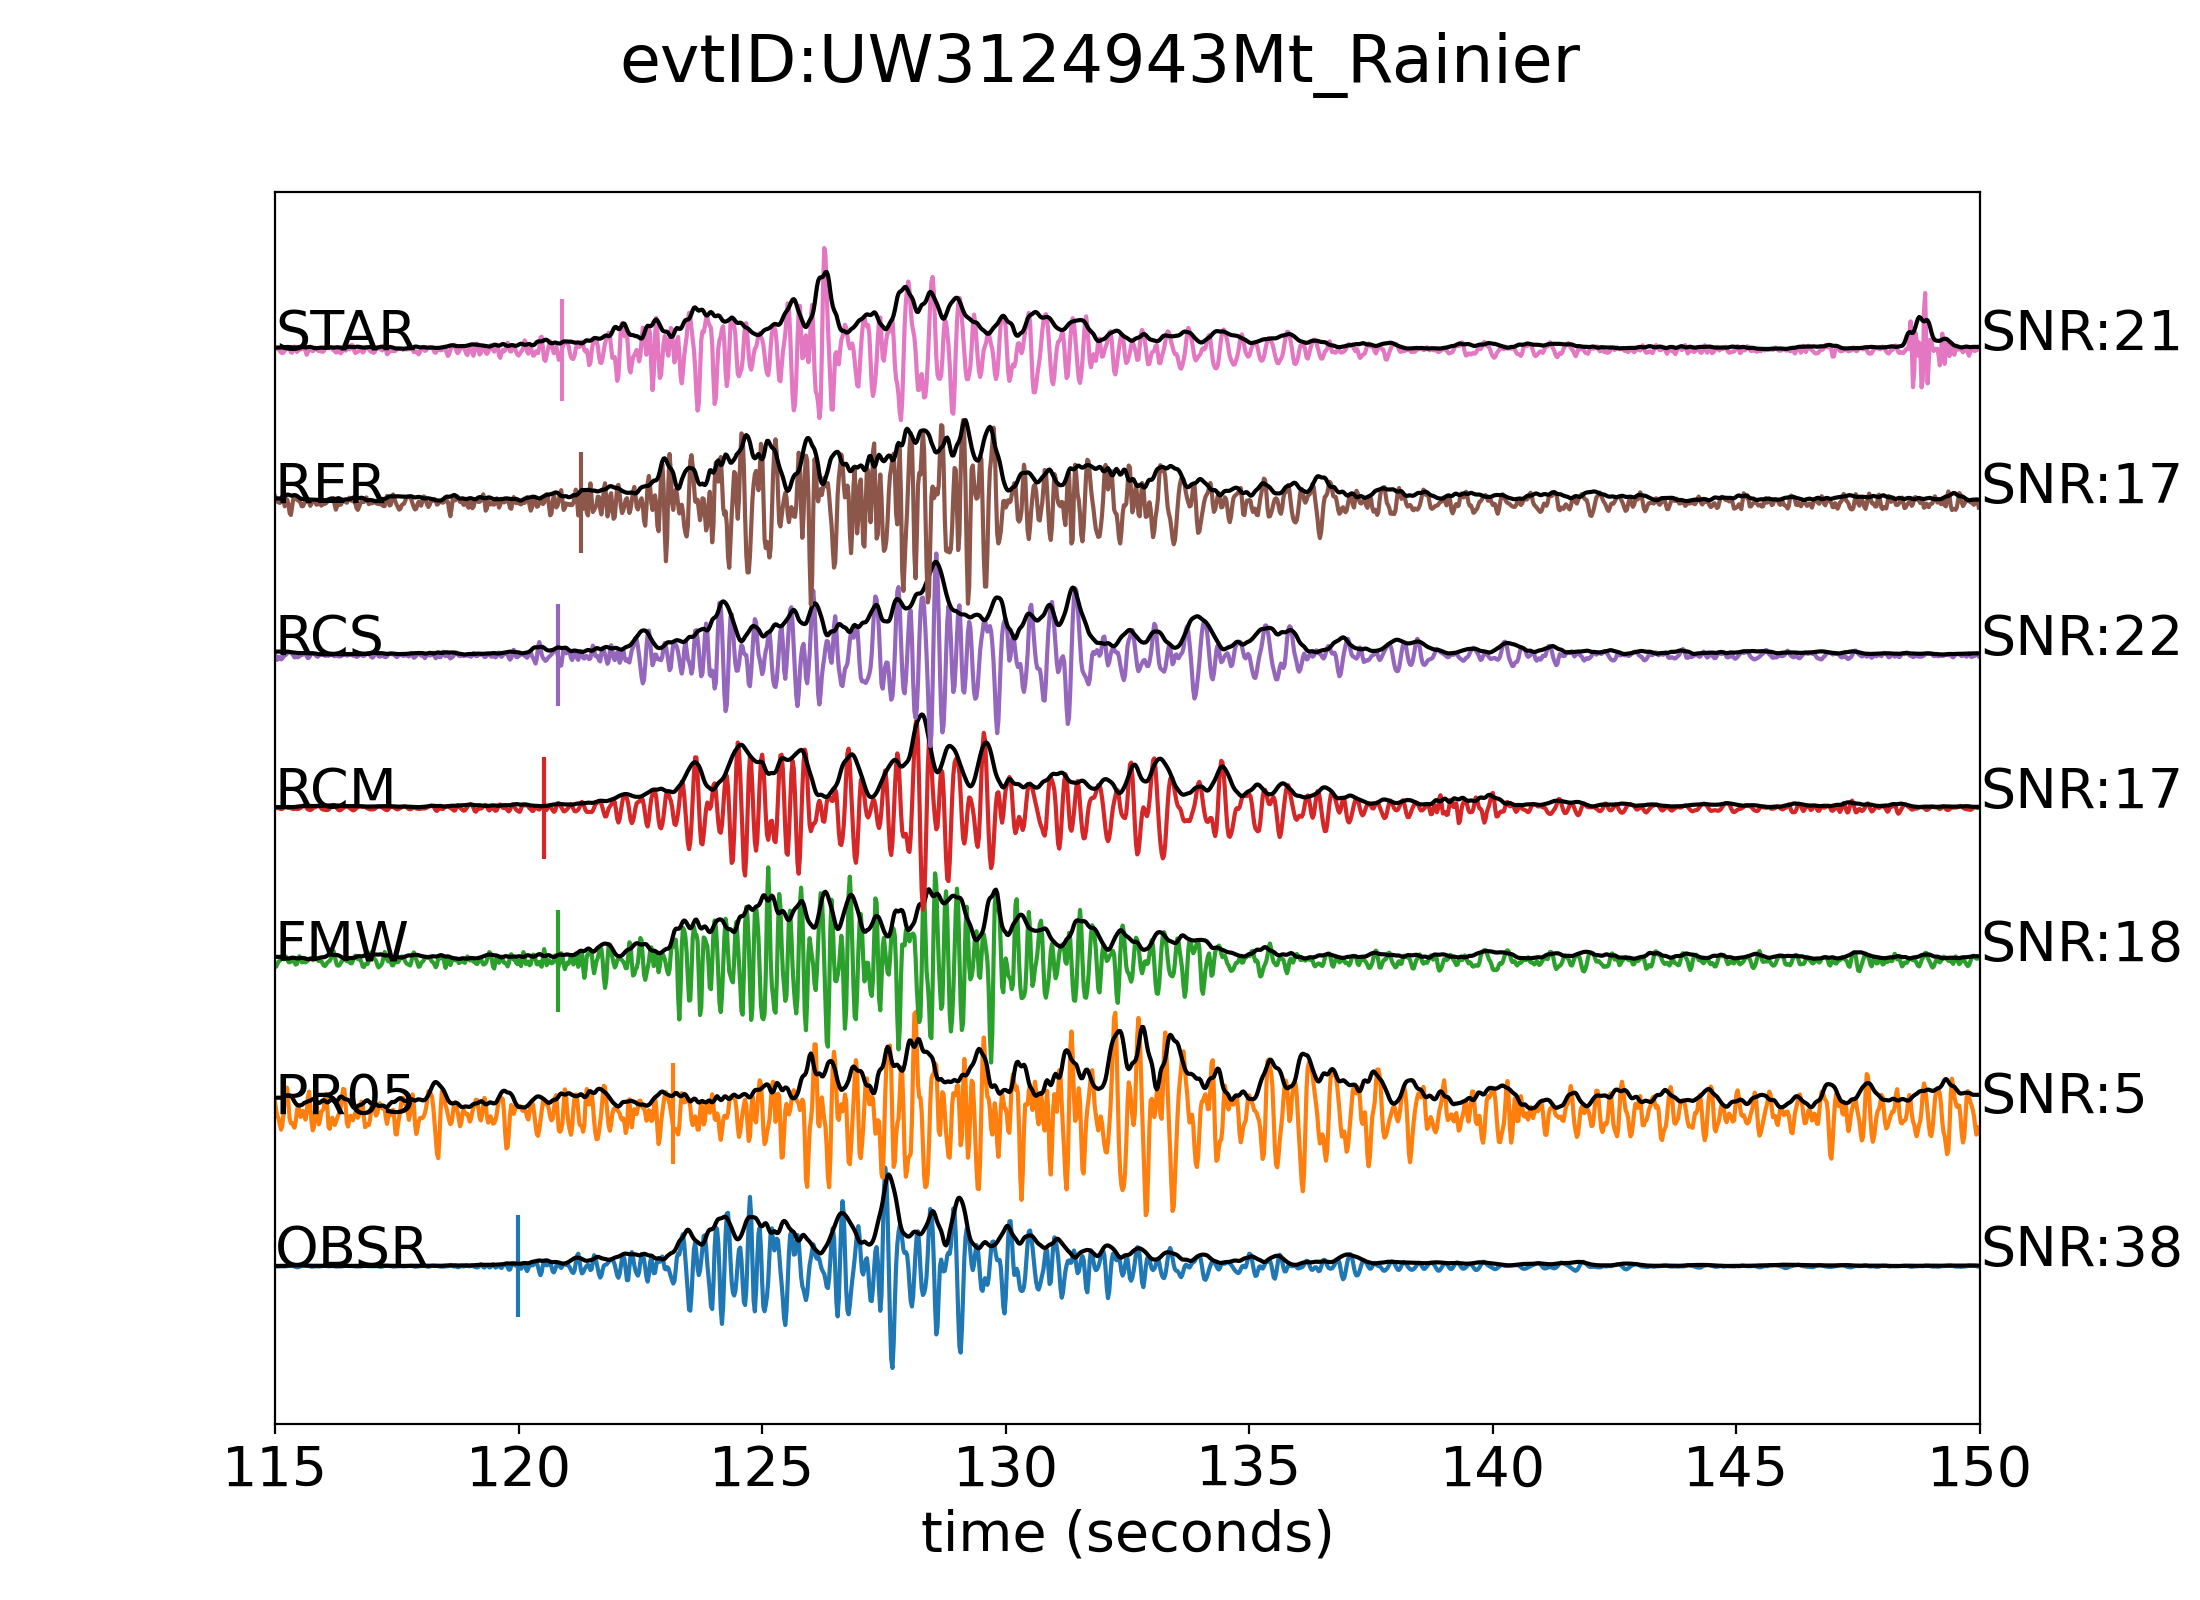 evtID:UW3124943Mt_Rainier
STAR SNR:21
RER SNR:17
RCS SNR:22
RCM SNR:17
EMW SNR:18
PR05 SNR:5
OBSR SNR:38
115 120 125 130 135 140 145 150
time (seconds)